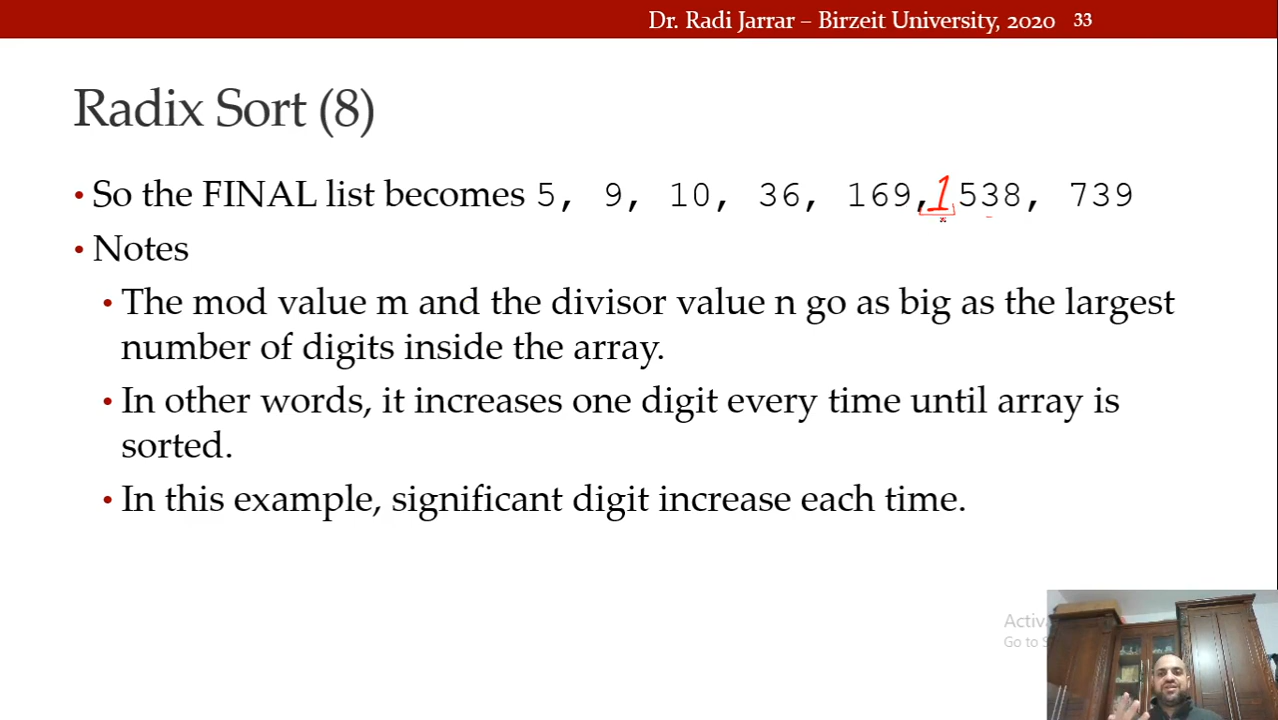 Dr. Radi Jarrar – Birzeit University, 2020 33
Radix Sort (8)
• So the FINAL list becomes 5, 9, 10, 36, 169,1538, 739
• Notes
• The mod value m and the divisor value n go as big as the largest
number of digits inside the array.
• In other words, it increases one digit every time until array is
sorted.
• In this example, significant digit increase each time.
Go to